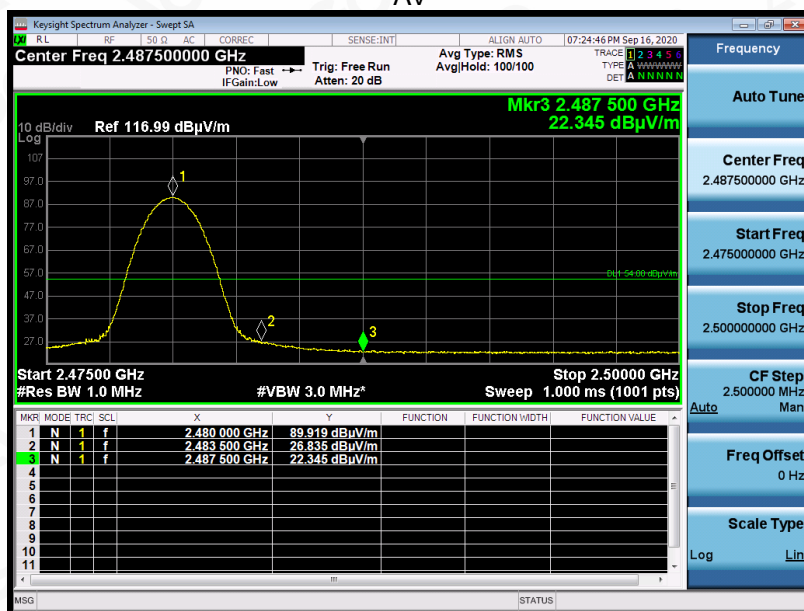 AV
Keysight Spectrum Analyzer - Swept SA
LXI RL RF 50 Ω AC CORREC SENSE:INT ALIGN AUTO 07:24:46 PM Sep 16, 2020
Center Freq 2.487500000 GHz
PNO: Fast
IFGain:Low
Trig: Free Run
Atten: 20 dB
Avg Type: RMS
Avg|Hold: 100/100
TRACE 1 2 3 4 5 6
TYPE A WWWWW
DET A N N N N N
Mkr3 2.487 500 GHz
22.345 dBµV/m
10 dB/div Ref 116.99 dBµV/m
Log
107
97.0
87.0
77.0
67.0
57.0
47.0
37.0
27.0
1
2
3
DL1 54.00 dBµV/m
Start 2.47500 GHz Stop 2.50000 GHz
#Res BW 1.0 MHz #VBW 3.0 MHz* Sweep 1.000 ms (1001 pts)
MKR MODE TRC SCL X Y FUNCTION FUNCTION WIDTH FUNCTION VALUE
1 N 1 f 2.480 000 GHz 89.919 dBµV/m
2 N 1 f 2.483 500 GHz 26.835 dBµV/m
3 N 1 f 2.487 500 GHz 22.345 dBµV/m
4
5
6
7
8
9
10
11
MSG STATUS
Frequency
Auto Tune
Center Freq
2.487500000 GHz
Start Freq
2.475000000 GHz
Stop Freq
2.500000000 GHz
CF Step
2.500000 MHz
Auto Man
Freq Offset
0 Hz
Scale Type
Log Lin